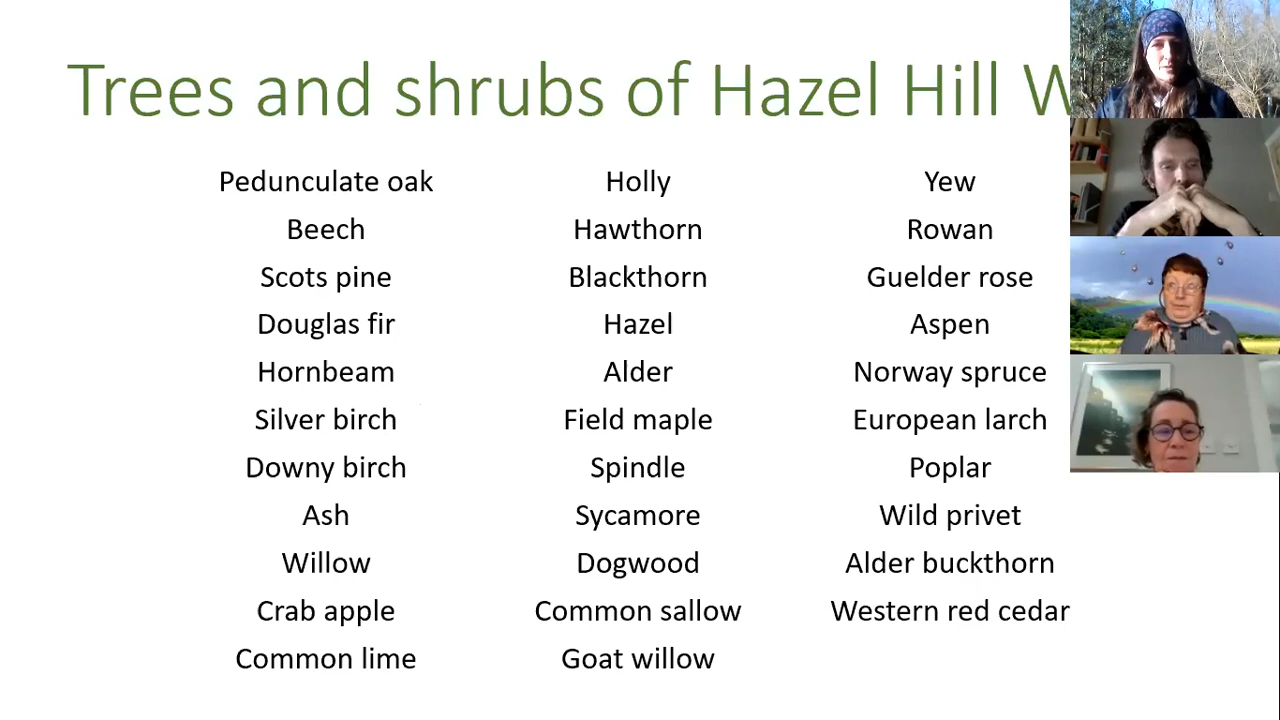 Trees and shrubs of Hazel Hill
Pedunculate oak
Beech
Scots pine
Douglas fir
Hornbeam
Silver birch
Downy birch
Ash
Willow
Crab apple
Common lime
Holly
Hawthorn
Blackthorn
Hazel
Alder
Field maple
Spindle
Sycamore
Dogwood
Common sallow
Goat willow
Yew
Rowan
Guelder rose
Aspen
Norway spruce
European larch
Poplar
Wild privet
Alder buckthorn
Western red cedar